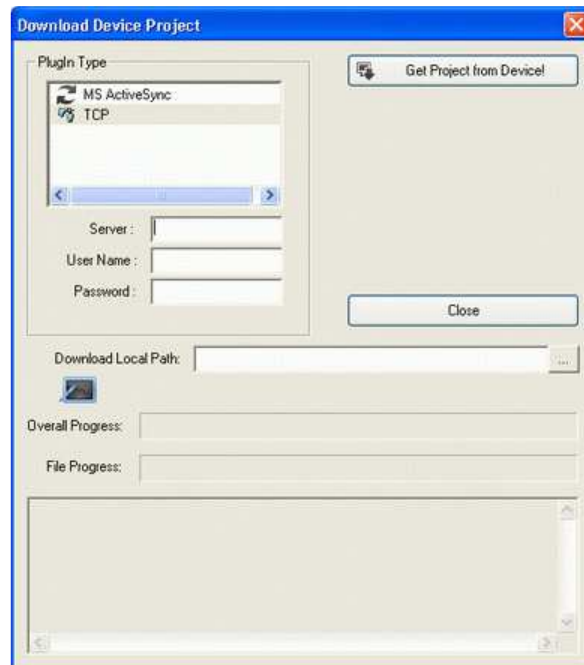 Download Device Project
PlugIn Type
MS ActiveSync
TCP
Get Project from Device!
Server :
User Name :
Password :
Close
Download Local Path:
...
Overall Progress:
File Progress: